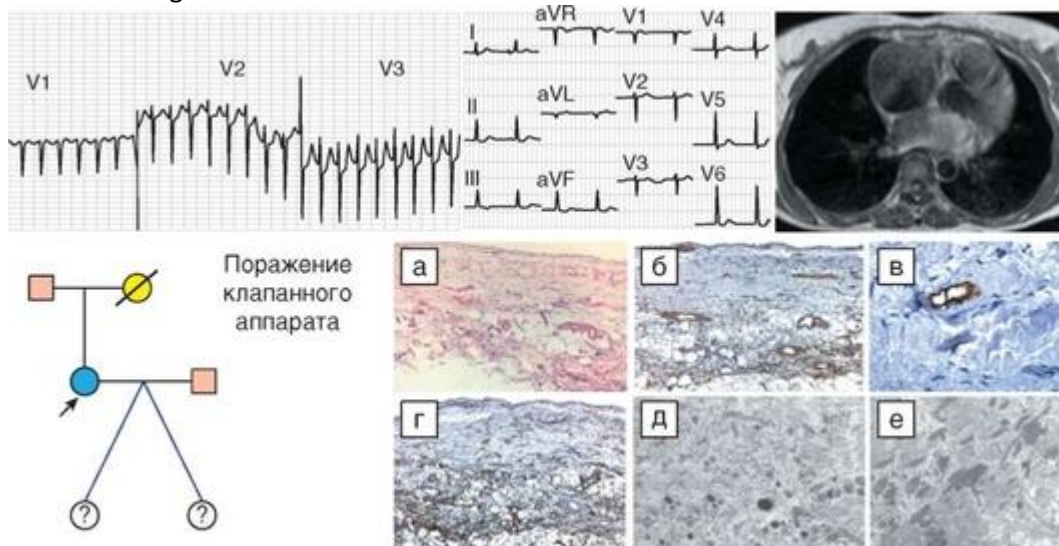 V1
V2
V3
I
aVR
V1
V4
II
aVL
V2
V5
III
aVF
V3
V6
Поражение
клапанного
аппарата
?
?
а
б
в
г
д
е